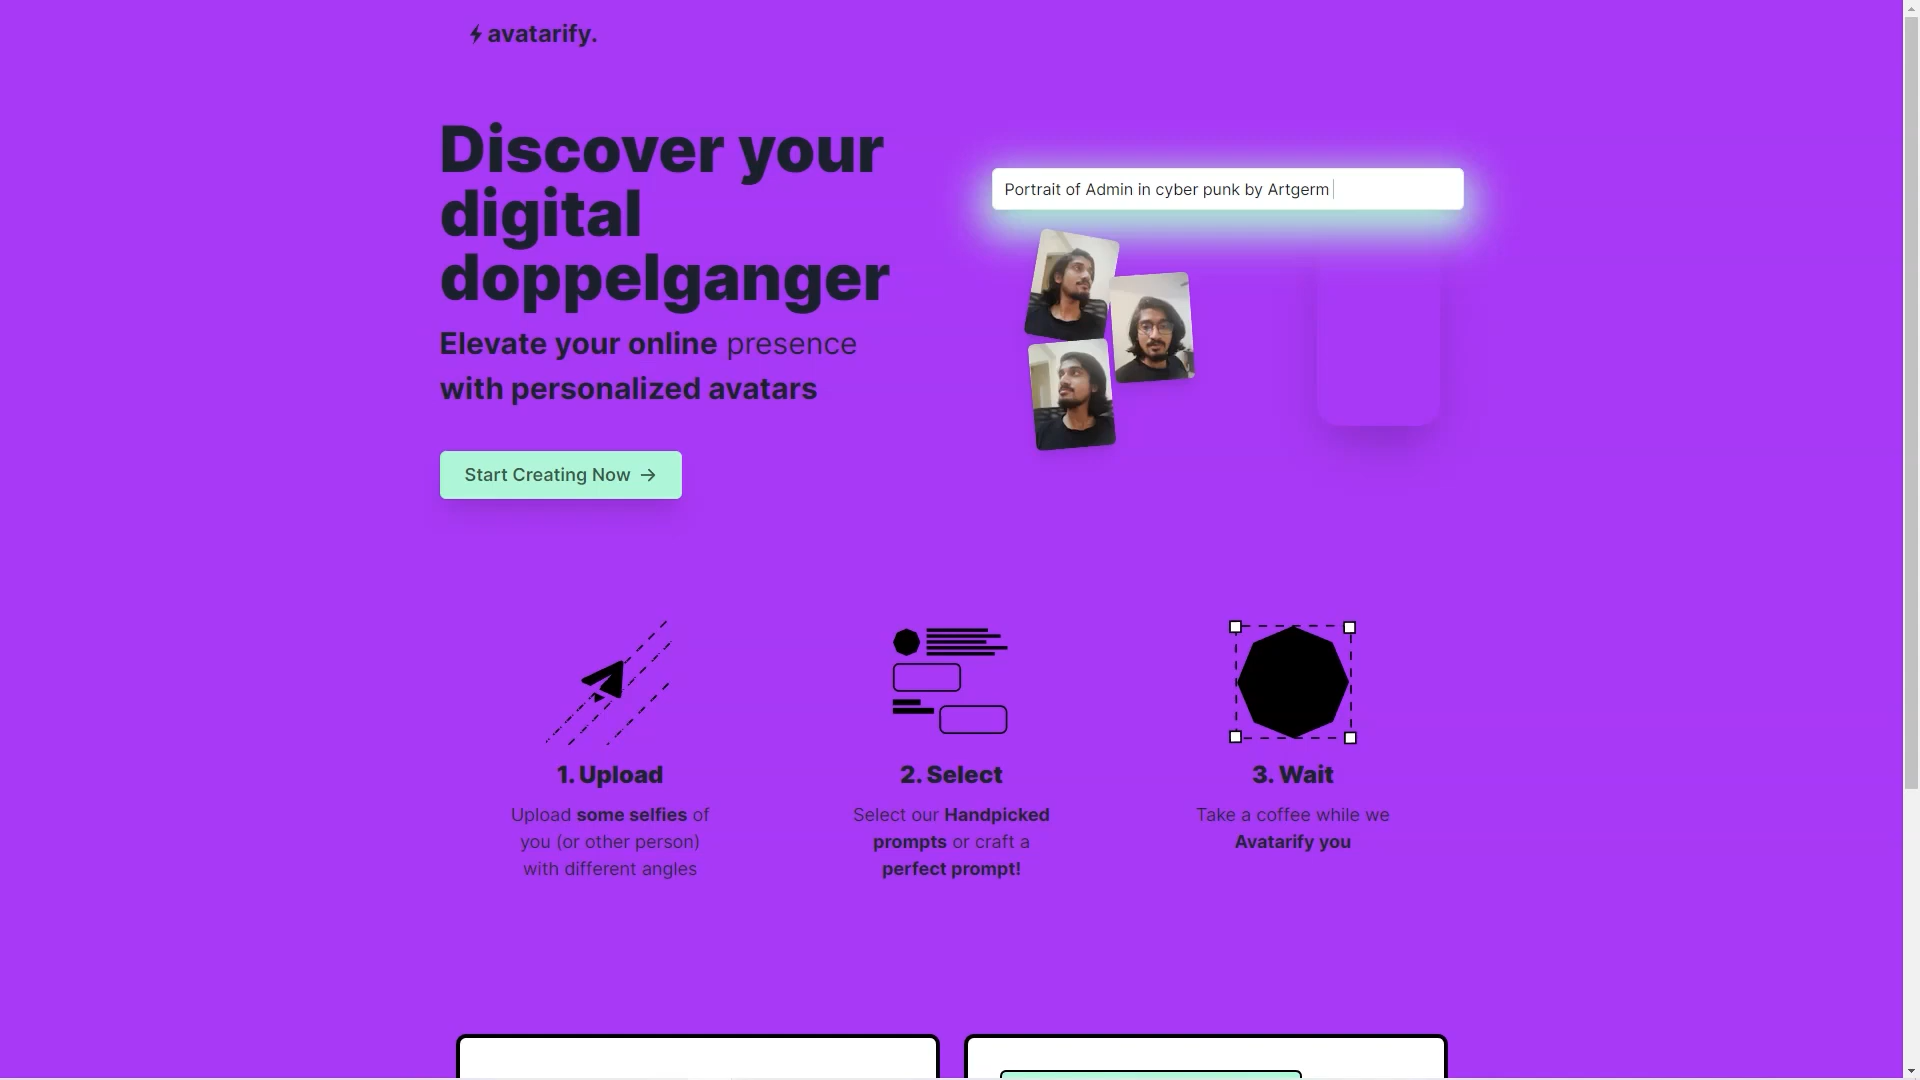 avatarify.
Discover your
digital
doppelganger
Elevate your online presence
with personalized avatars
Start Creating Now →
Portrait of Admin in cyber punk by Artgerm
1. Upload
Upload some selfies of
you (or other person)
with different angles
2. Select
Select our Handpicked
prompts or craft a
perfect prompt!
3. Wait
Take a coffee while we
Avatarify you